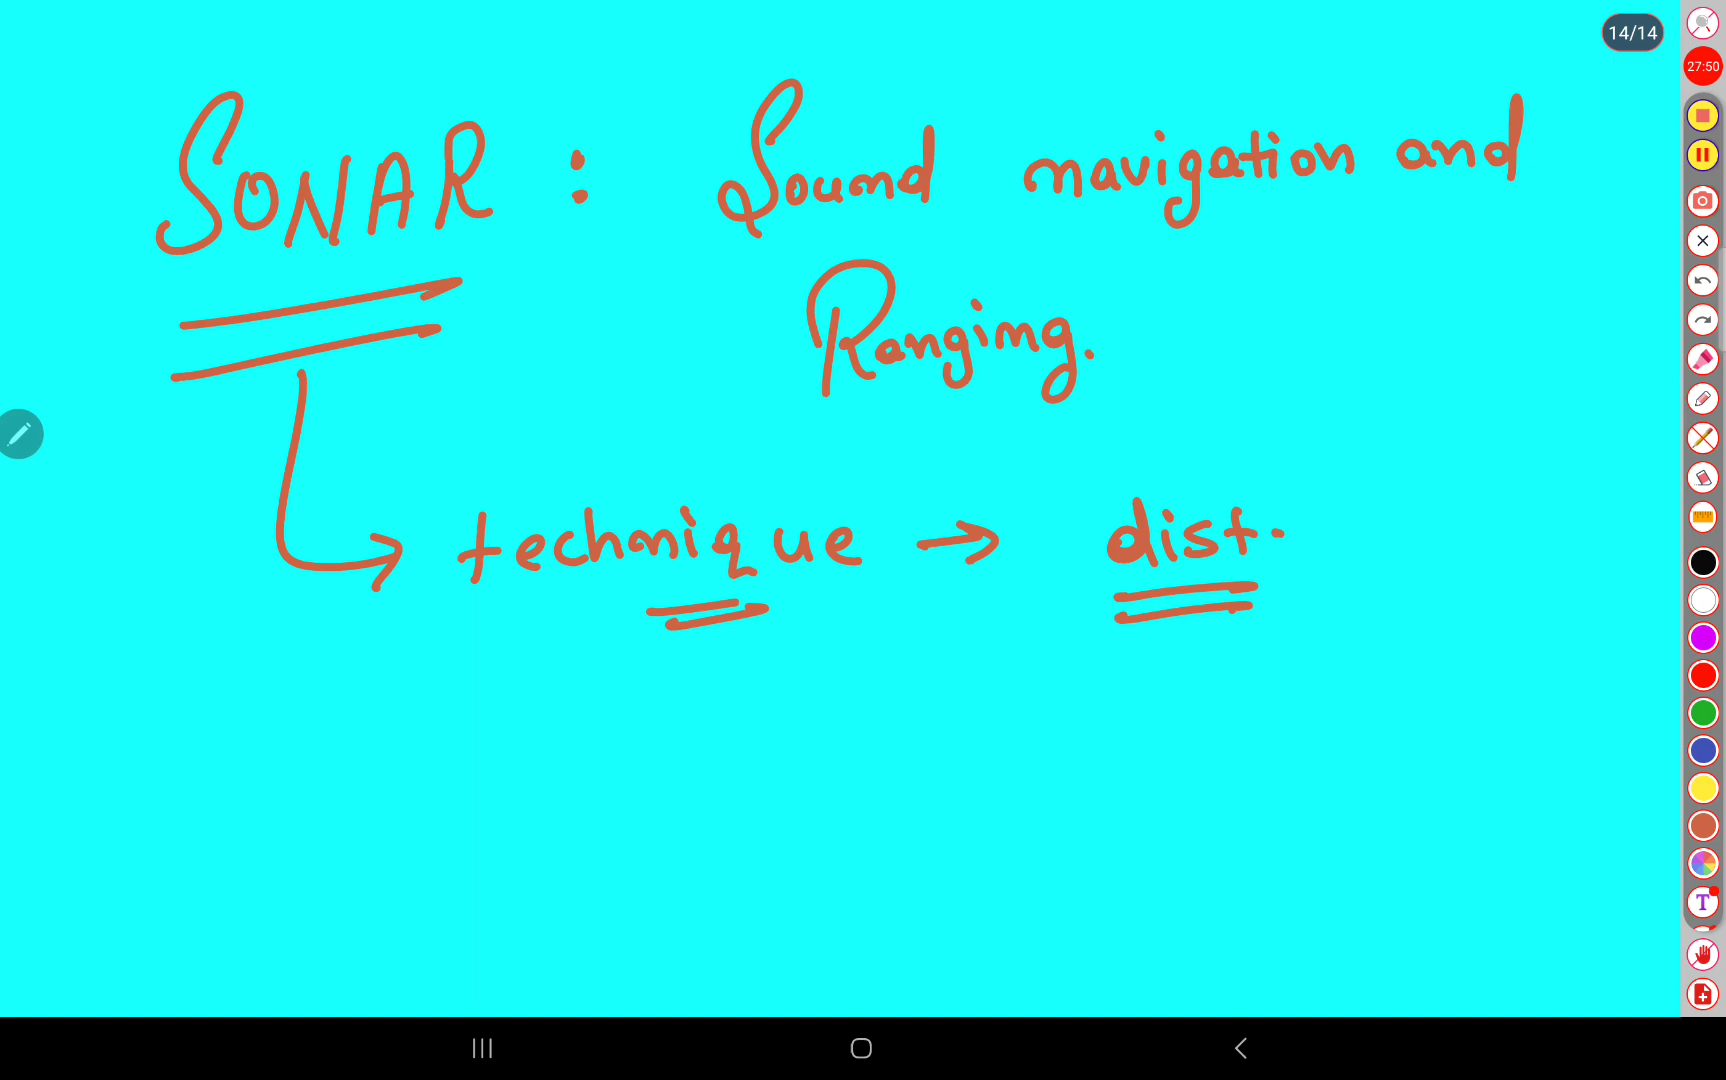 14/14
27:50
SONAR : Sound navigation and
Ranging.
→ technique → dist.
T